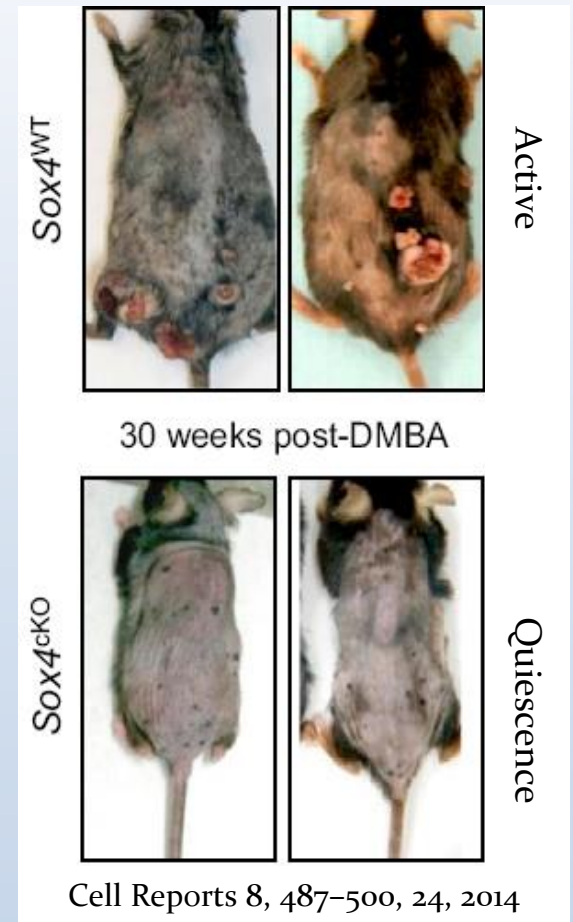 Sox4WT
Active
30 weeks post-DMBA
Sox4cKO
Quiescence
Cell Reports 8, 487–500, 24, 2014